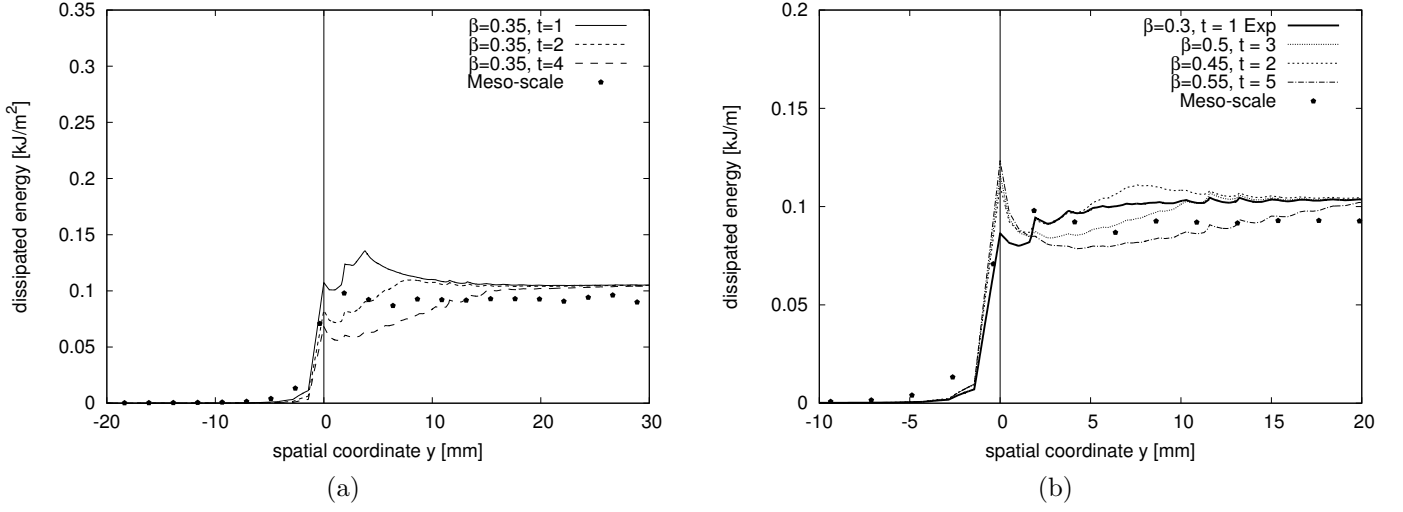 0.35
0.3
0.25
0.2
0.15
0.1
0.05
0
dissipated energy [kJ/m²]
β=0.35, t=1
β=0.35, t=2
β=0.35, t=4
Meso-scale
-20 -10 0 10 20 30
spatial coordinate y [mm]
(a)
0.2
0.15
0.1
0.05
0
dissipated energy [kJ/m]
β=0.3, t = 1 Exp
β=0.5, t = 3
β=0.45, t = 2
β=0.55, t = 5
Meso-scale
-10 -5 0 5 10 15 20
spatial coordinate y [mm]
(b)